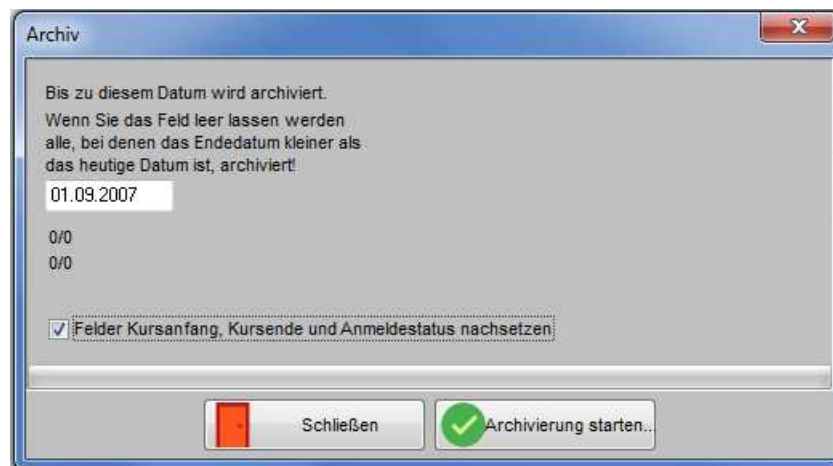 Archiv
Bis zu diesem Datum wird archiviert.
Wenn Sie das Feld leer lassen werden
alle, bei denen das Endedatum kleiner als
das heutige Datum ist, archiviert!
01.09.2007
0/0
0/0
Felder Kursanfang, Kursende und Anmeldestatus nachsetzen
Schließen
Archivierung starten...